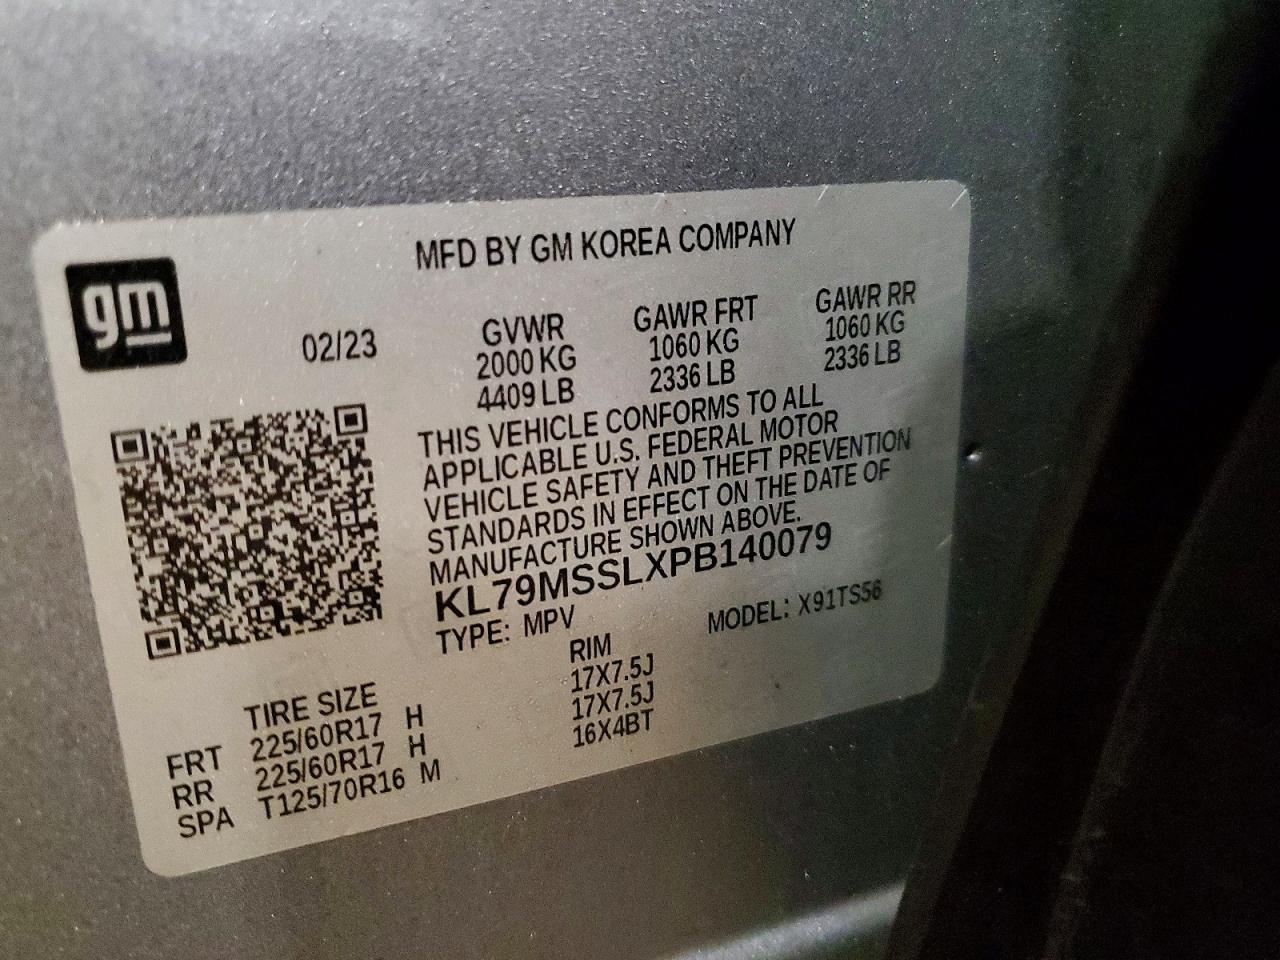 gm
MFD BY GM KOREA COMPANY
02/23
GVWR GAWR FRT GAWR RR
2000 KG 1060 KG 1060 KG
4409 LB 2336 LB 2336 LB
THIS VEHICLE CONFORMS TO ALL
APPLICABLE U.S. FEDERAL MOTOR
VEHICLE SAFETY AND THEFT PREVENTION
STANDARDS IN EFFECT ON THE DATE OF
MANUFACTURE SHOWN ABOVE.
KL79MSSLXPB140079
TYPE: MPV MODEL: X91TS56
TIRE SIZE RIM
FRT 225/60R17 H 17X7.5J
RR 225/60R17 H 17X7.5J
SPA T125/70R16 M 16X4BT